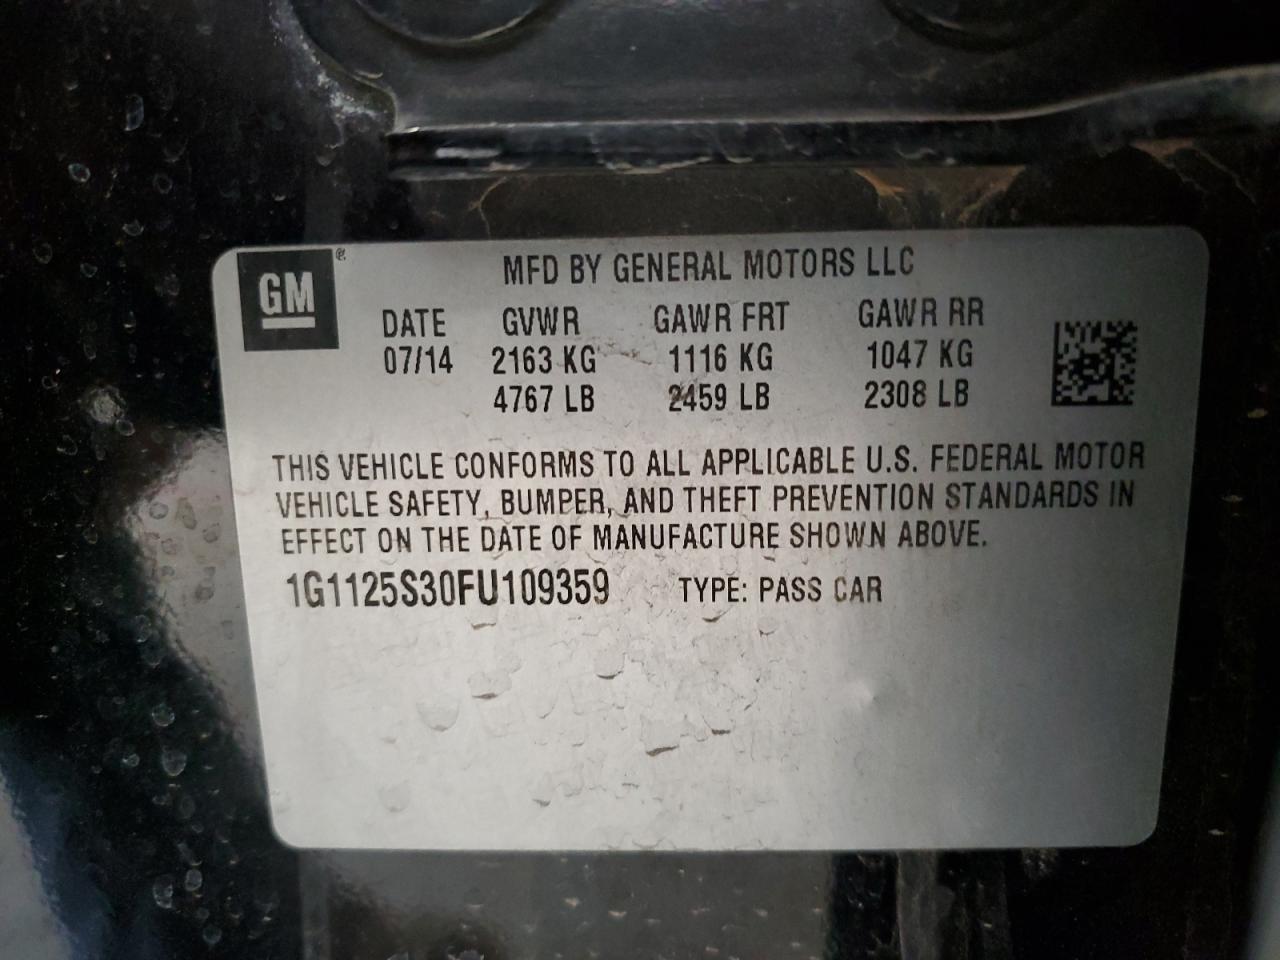 GM
MFD BY GENERAL MOTORS LLC
DATE GVWR GAWR FRT GAWR RR
07/14 2163 KG 1116 KG 1047 KG
4767 LB 2459 LB 2308 LB
THIS VEHICLE CONFORMS TO ALL APPLICABLE U.S. FEDERAL MOTOR
VEHICLE SAFETY, BUMPER, AND THEFT PREVENTION STANDARDS IN
EFFECT ON THE DATE OF MANUFACTURE SHOWN ABOVE.
1G1125S30FU109359 TYPE: PASS CAR